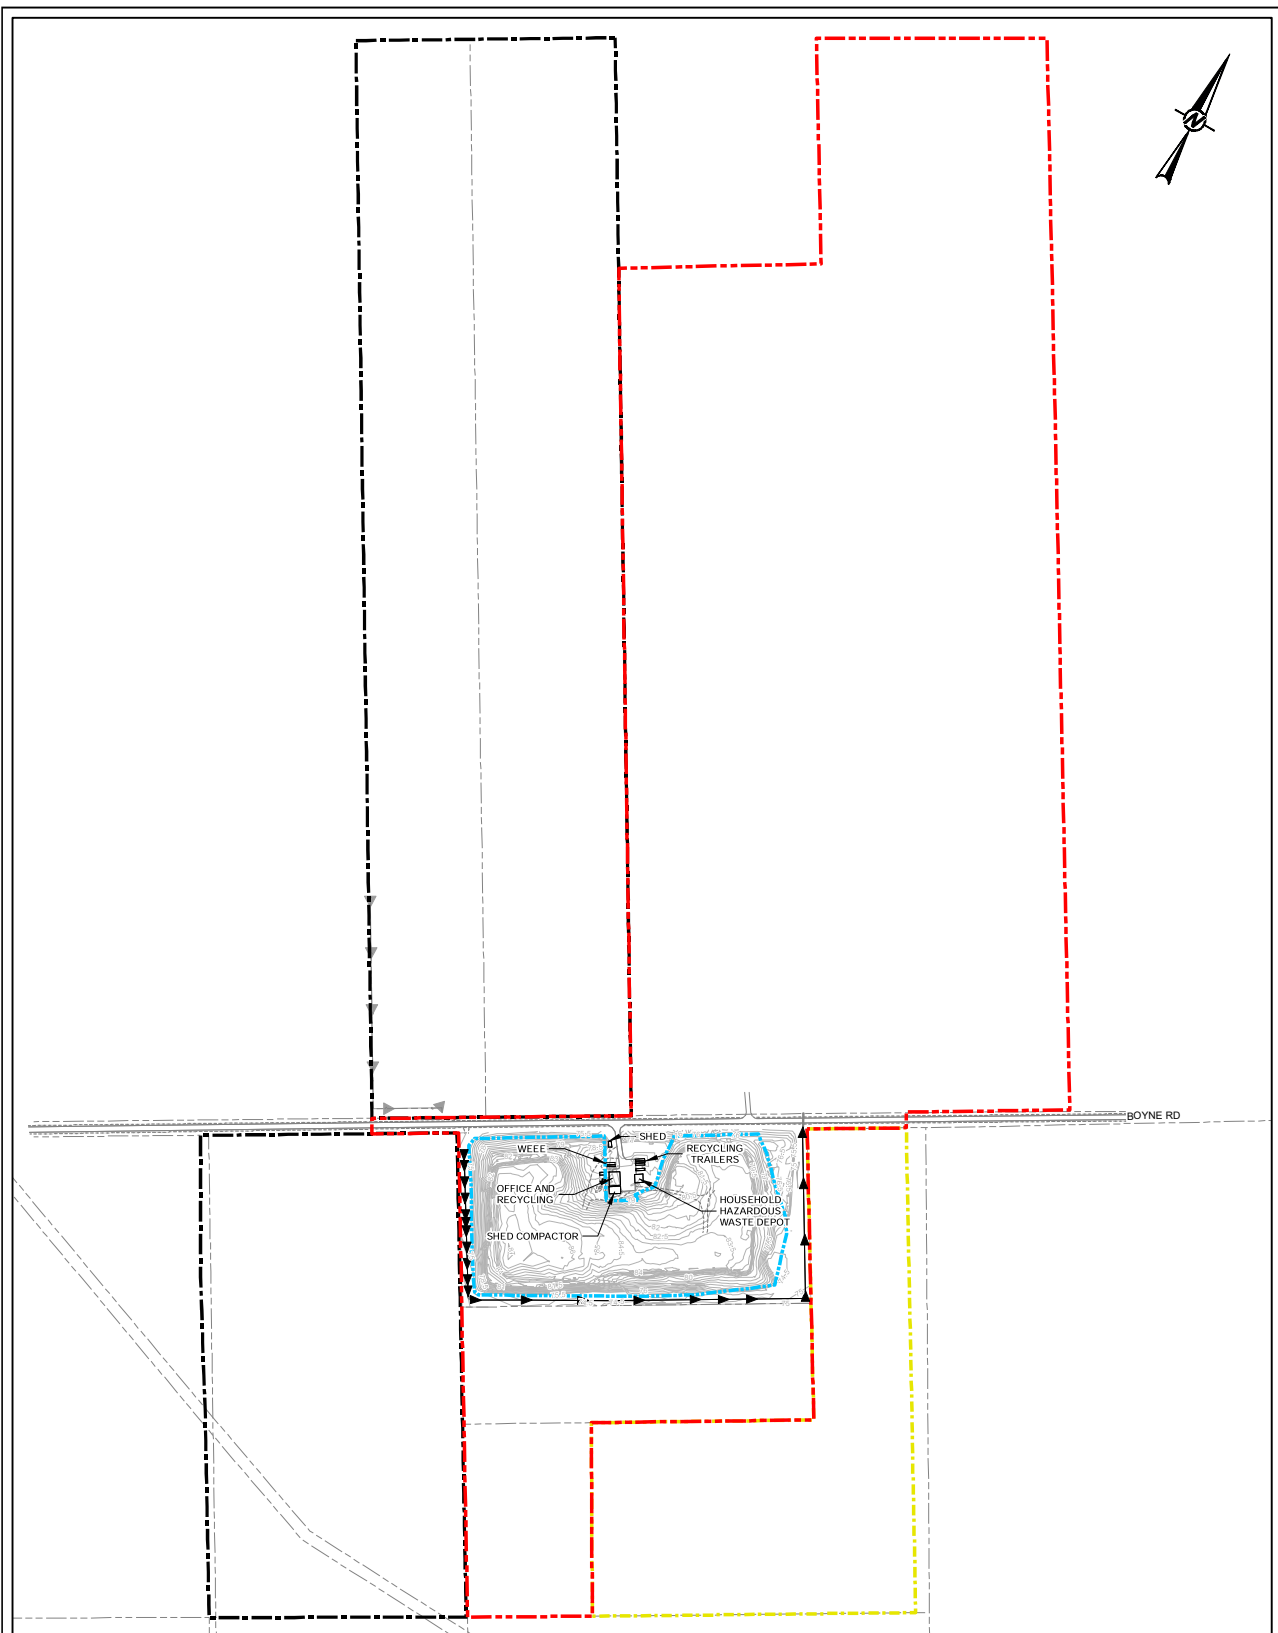 N
BOYNE RD
SHED
WEEE
RECYCLING
TRAILERS
OFFICE AND
RECYCLING
HOUSEHOLD
HAZARDOUS
WASTE DEPOT
SHED COMPACTOR